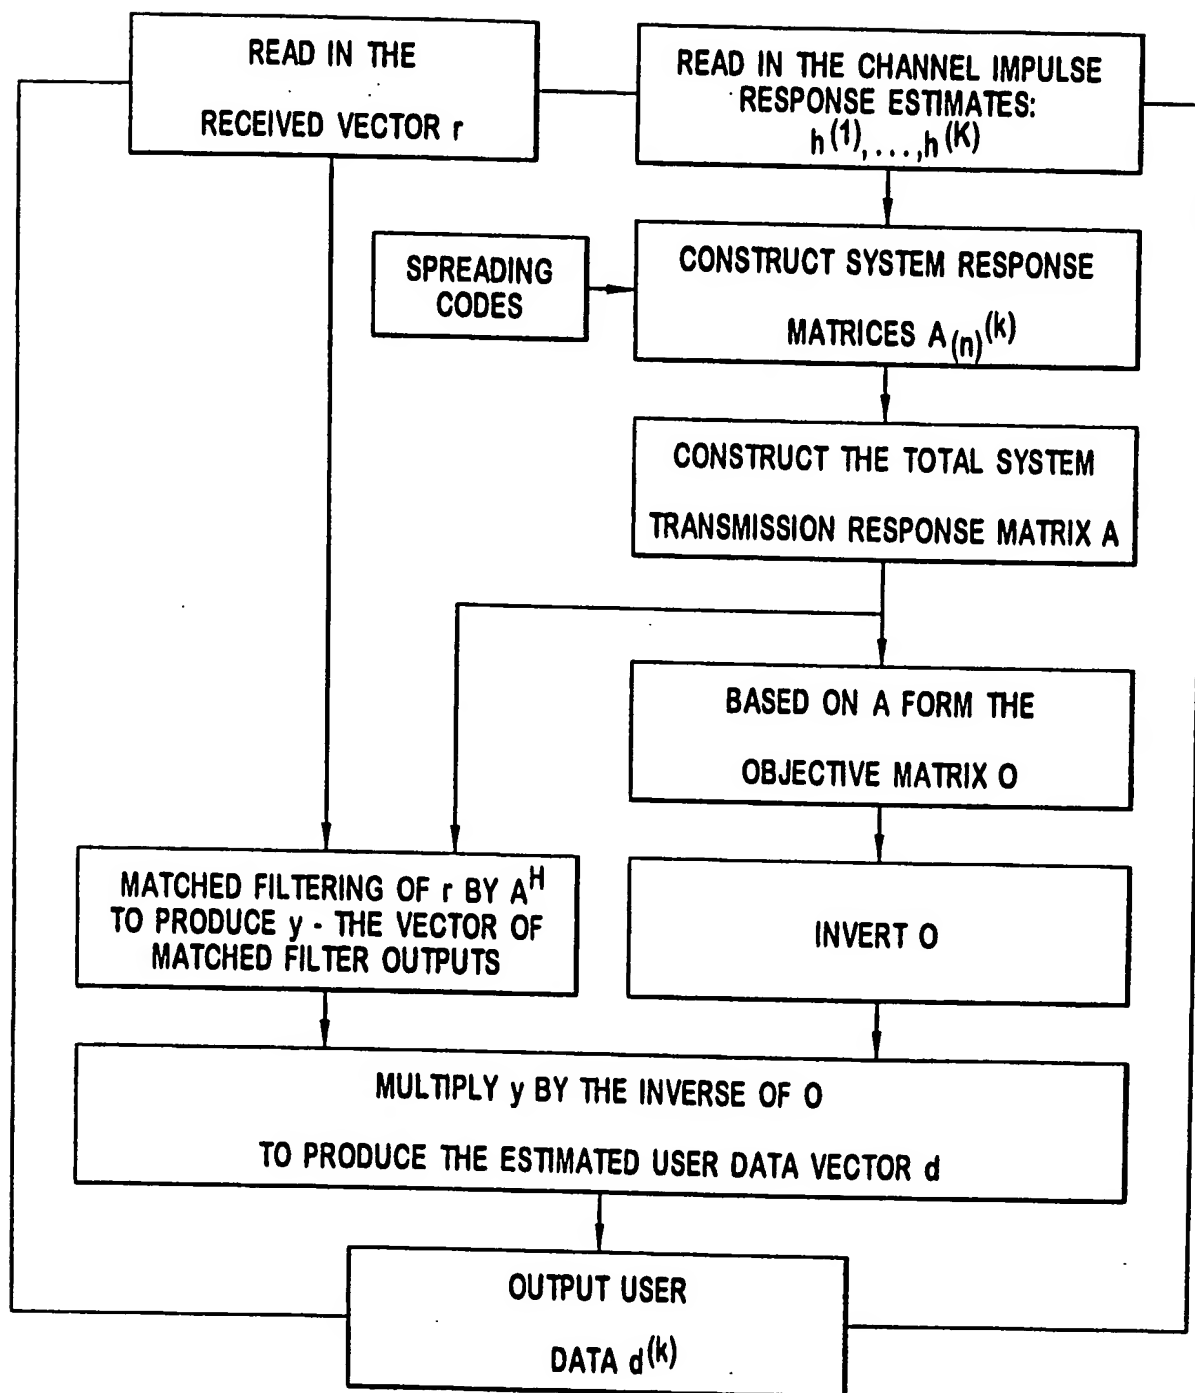 READ IN THE
RECEIVED VECTOR r
READ IN THE CHANNEL IMPULSE
RESPONSE ESTIMATES:
h(1),...,h(K)
SPREADING
CODES
CONSTRUCT SYSTEM RESPONSE
MATRICES A(n)(k)
CONSTRUCT THE TOTAL SYSTEM
TRANSMISSION RESPONSE MATRIX A
BASED ON A FORM THE
OBJECTIVE MATRIX O
MATCHED FILTERING OF r BY AH
TO PRODUCE y - THE VECTOR OF
MATCHED FILTER OUTPUTS
INVERT O
MULTIPLY y BY THE INVERSE OF O
TO PRODUCE THE ESTIMATED USER DATA VECTOR d
OUTPUT USER
DATA d(k)